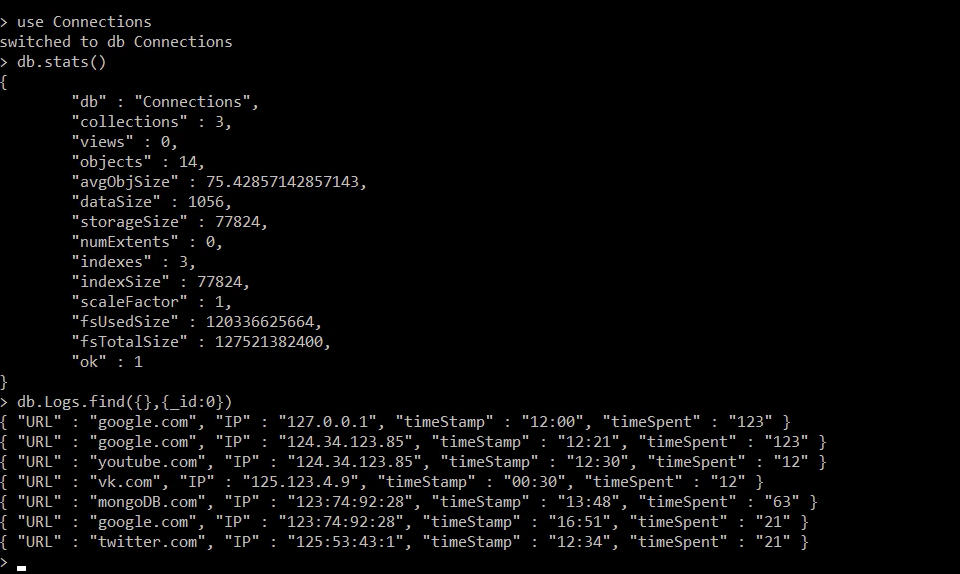 > use Connections
switched to db Connections
> db.stats()
{
        "db" : "Connections",
        "collections" : 3,
        "views" : 0,
        "objects" : 14,
        "avgObjSize" : 75.42857142857143,
        "dataSize" : 1056,
        "storageSize" : 77824,
        "numExtents" : 0,
        "indexes" : 3,
        "indexSize" : 77824,
        "scaleFactor" : 1,
        "fsUsedSize" : 120336625664,
        "fsTotalSize" : 127521382400,
        "ok" : 1
}
> db.Logs.find({},{_id:0})
{ "URL" : "google.com", "IP" : "127.0.0.1", "timeStamp" : "12:00", "timeSpent" : "123" }
{ "URL" : "google.com", "IP" : "124.34.123.85", "timeStamp" : "12:21", "timeSpent" : "123" }
{ "URL" : "youtube.com", "IP" : "124.34.123.85", "timeStamp" : "12:30", "timeSpent" : "12" }
{ "URL" : "vk.com", "IP" : "125.123.4.9", "timeStamp" : "00:30", "timeSpent" : "12" }
{ "URL" : "mongoDB.com", "IP" : "123:74:92:28", "timeStamp" : "13:48", "timeSpent" : "63" }
{ "URL" : "google.com", "IP" : "123:74:92:28", "timeStamp" : "16:51", "timeSpent" : "21" }
{ "URL" : "twitter.com", "IP" : "125:53:43:1", "timeStamp" : "12:34", "timeSpent" : "21" }
>